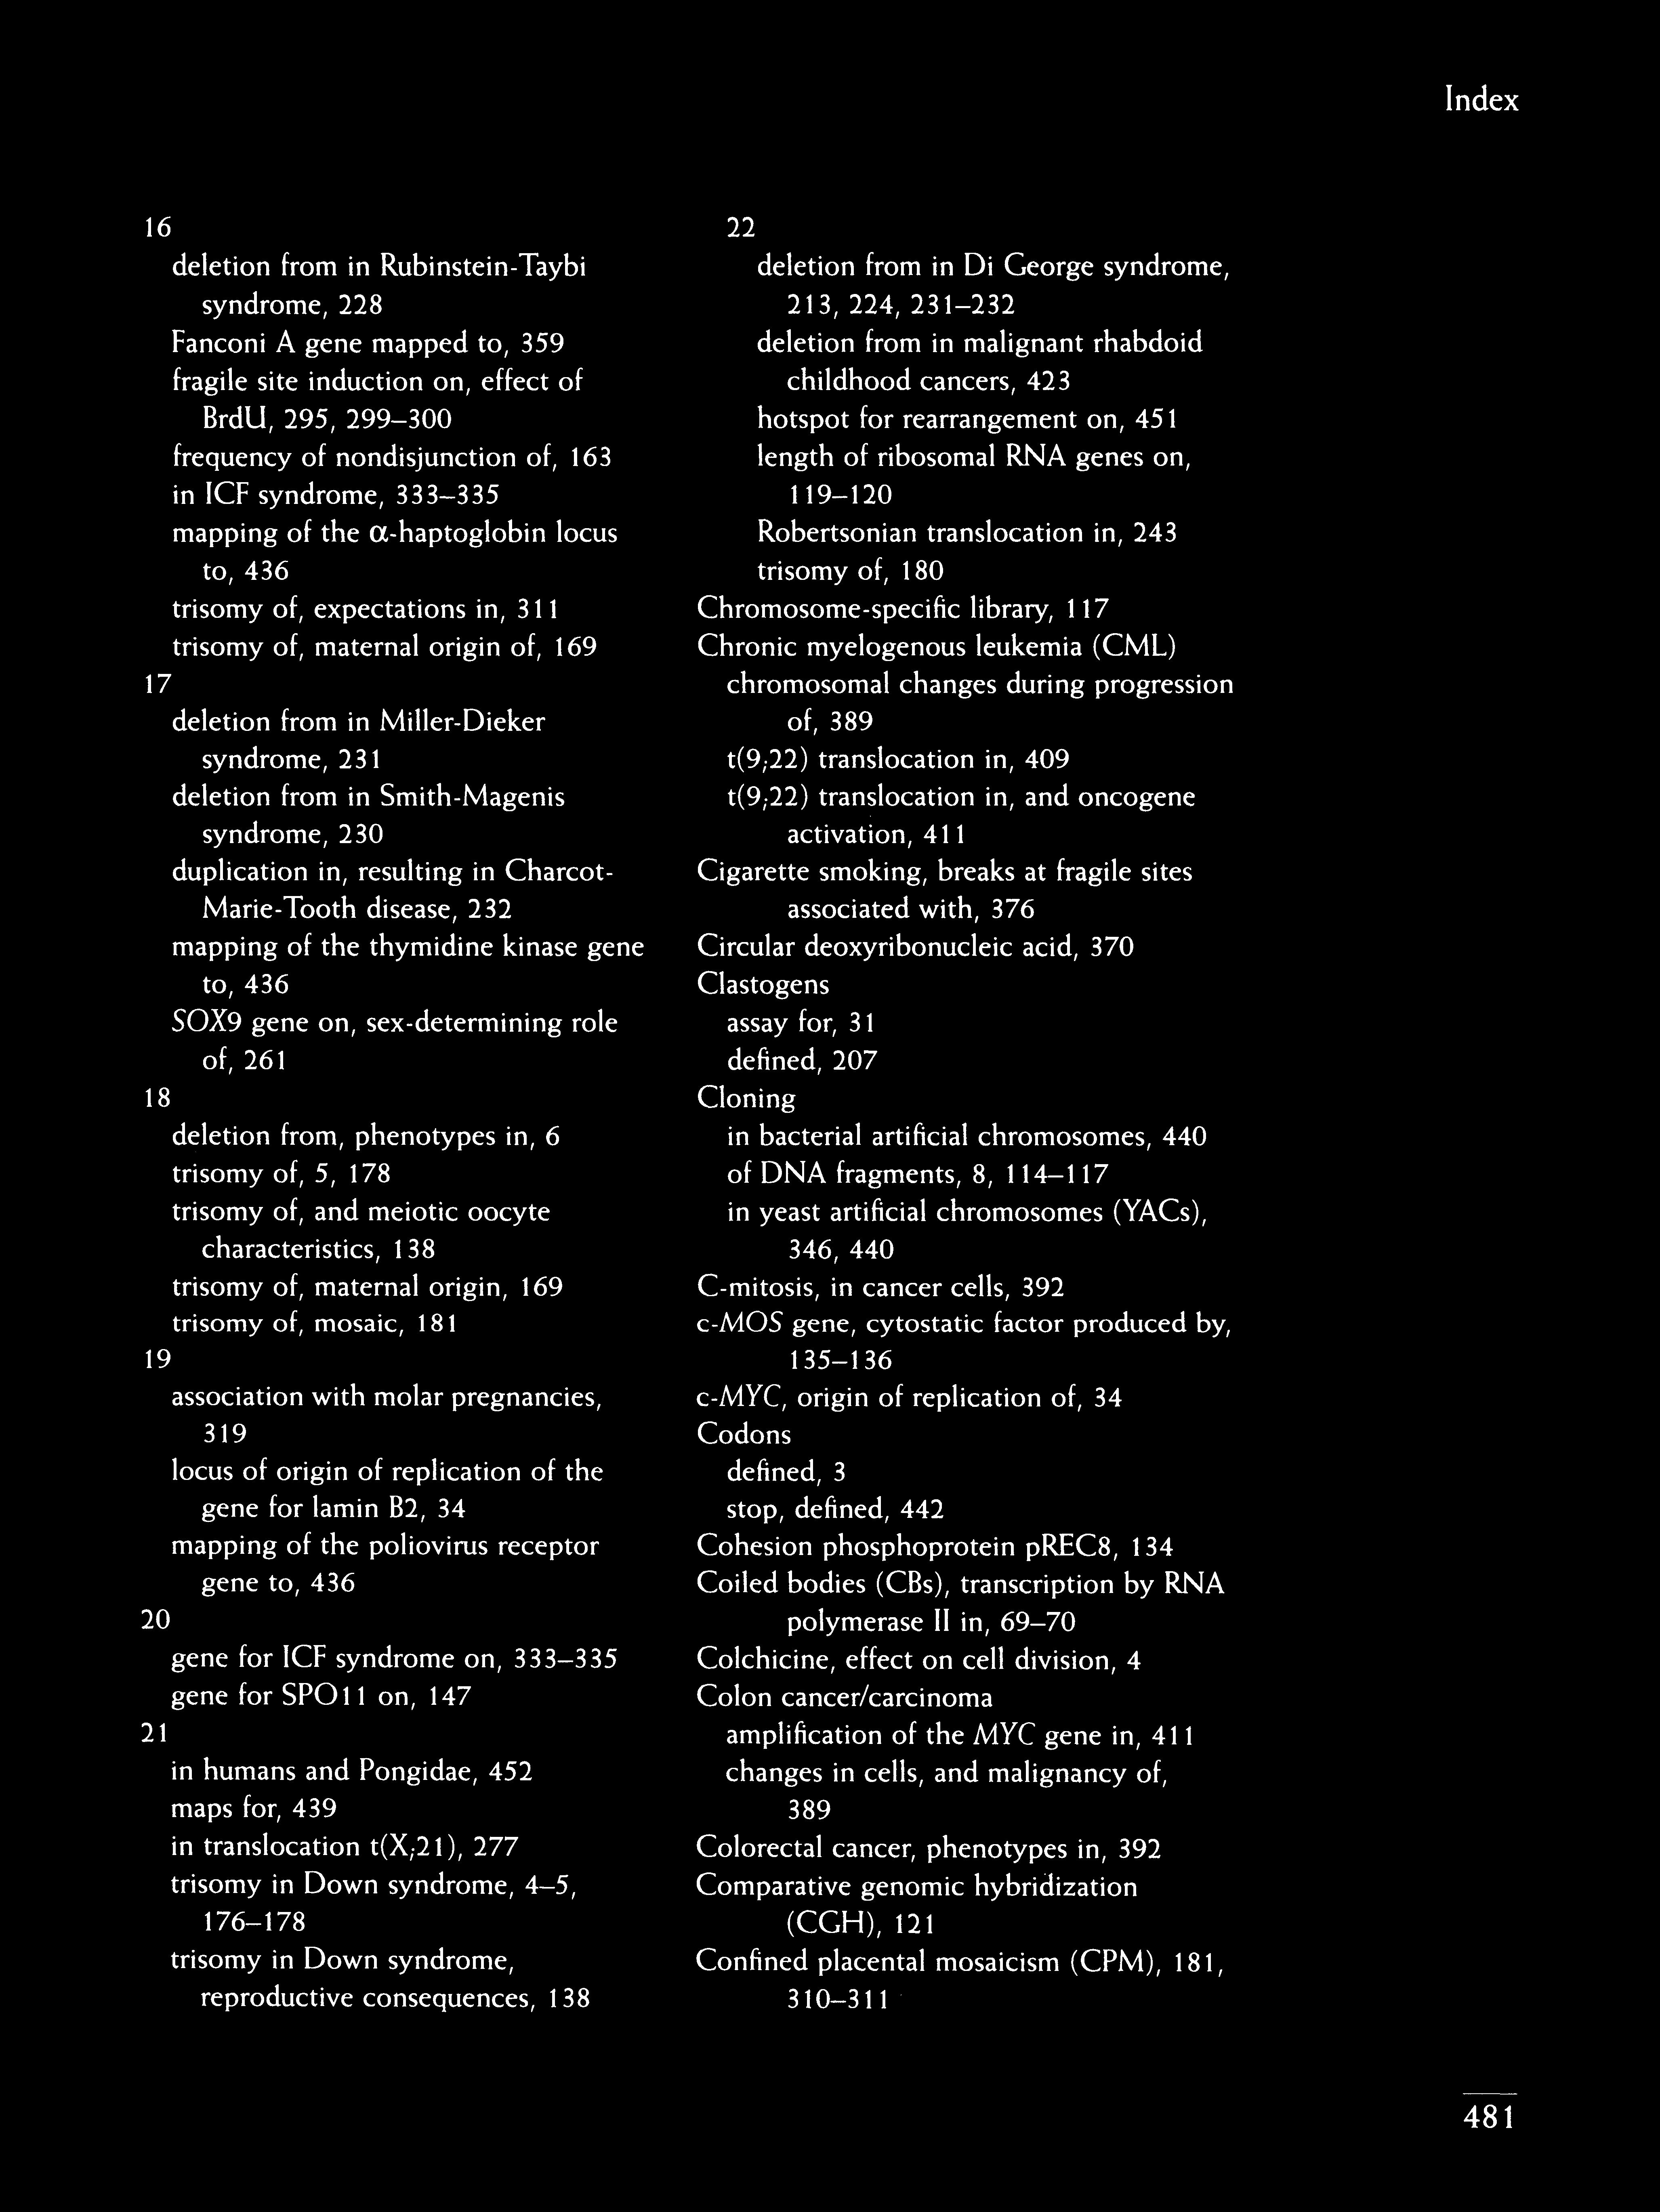 Index
16
deletion from in Rubinstein-Taybi
syndrome, 228
Fanconi A gene mapped to, 359
fragile site induction on, effect of
BrdU, 295, 299–300
frequency of nondisjunction of, 163
in ICF syndrome, 333–335
mapping of the α-haptoglobin locus
to, 436
trisomy of, expectations in, 311
trisomy of, maternal origin of, 169
17
deletion from in Miller-Dieker
syndrome, 231
deletion from in Smith-Magenis
syndrome, 230
duplication in, resulting in Charcot-
Marie-Tooth disease, 232
mapping of the thymidine kinase gene
to, 436
SOX9 gene on, sex-determining role
of, 261
18
deletion from, phenotypes in, 6
trisomy of, 5, 178
trisomy of, and meiotic oocyte
characteristics, 138
trisomy of, maternal origin, 169
trisomy of, mosaic, 181
19
association with molar pregnancies,
319
locus of origin of replication of the
gene for lamin B2, 34
mapping of the poliovirus receptor
gene to, 436
20
gene for ICF syndrome on, 333–335
gene for SPO11 on, 147
21
in humans and Pongidae, 452
maps for, 439
in translocation t(X;21), 277
trisomy in Down syndrome, 4–5,
176–178
trisomy in Down syndrome,
reproductive consequences, 138
22
deletion from in Di George syndrome,
213, 224, 231–232
deletion from in malignant rhabdoid
childhood cancers, 423
hotspot for rearrangement on, 451
length of ribosomal RNA genes on,
119–120
Robertsonian translocation in, 243
trisomy of, 180
Chromosome-specific library, 117
Chronic myelogenous leukemia (CML)
chromosomal changes during progression
of, 389
t(9;22) translocation in, 409
t(9;22) translocation in, and oncogene
activation, 411
Cigarette smoking, breaks at fragile sites
associated with, 376
Circular deoxyribonucleic acid, 370
Clastogens
assay for, 31
defined, 207
Cloning
in bacterial artificial chromosomes, 440
of DNA fragments, 8, 114–117
in yeast artificial chromosomes (YACs),
346, 440
C-mitosis, in cancer cells, 392
c-MOS gene, cytostatic factor produced by,
135–136
c-MYC, origin of replication of, 34
Codons
defined, 3
stop, defined, 442
Cohesion phosphoprotein pREC8, 134
Coiled bodies (CBs), transcription by RNA
polymerase II in, 69–70
Colchicine, effect on cell division, 4
Colon cancer/carcinoma
amplification of the MYC gene in, 411
changes in cells, and malignancy of,
389
Colorectal cancer, phenotypes in, 392
Comparative genomic hybridization
(CGH), 121
Confined placental mosaicism (CPM), 181,
310–311
481